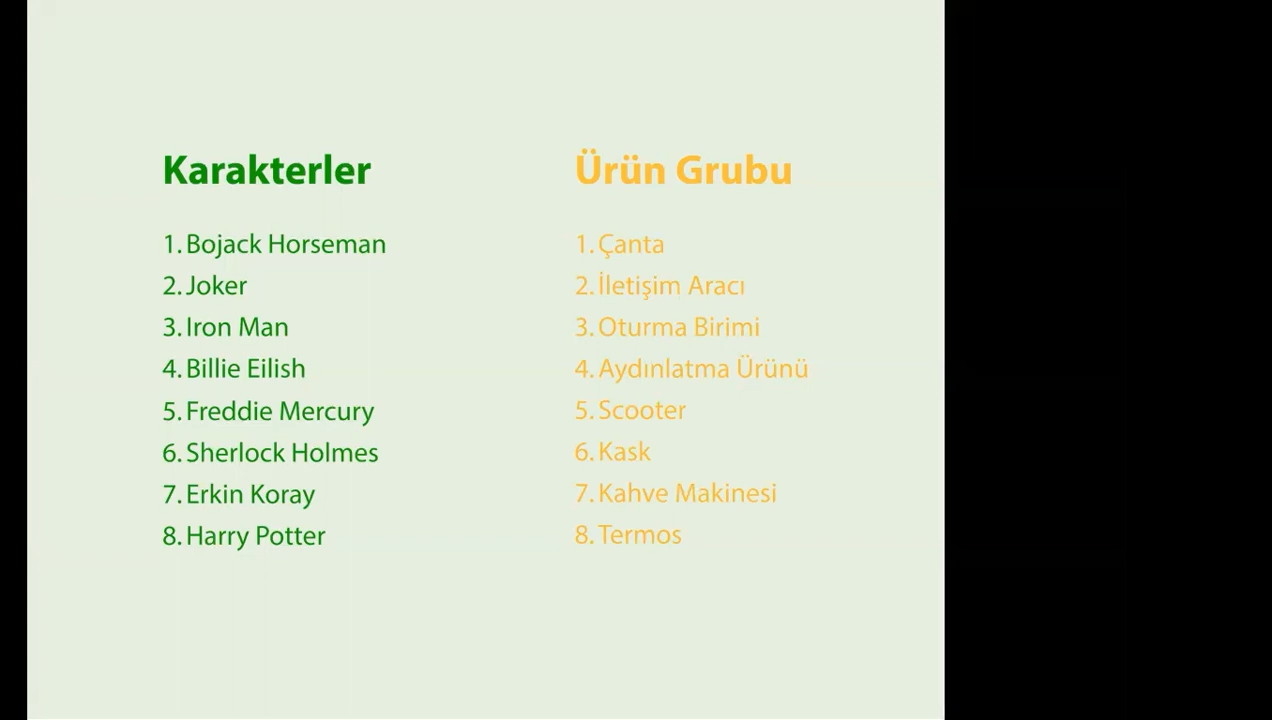 Karakterler
1. Bojack Horseman
2. Joker
3. Iron Man
4. Billie Eilish
5. Freddie Mercury
6. Sherlock Holmes
7. Erkin Koray
8. Harry Potter
Ürün Grubu
1. Çanta
2. İletişim Aracı
3. Oturma Birimi
4. Aydınlatma Ürünü
5. Scooter
6. Kask
7. Kahve Makinesi
8. Termos